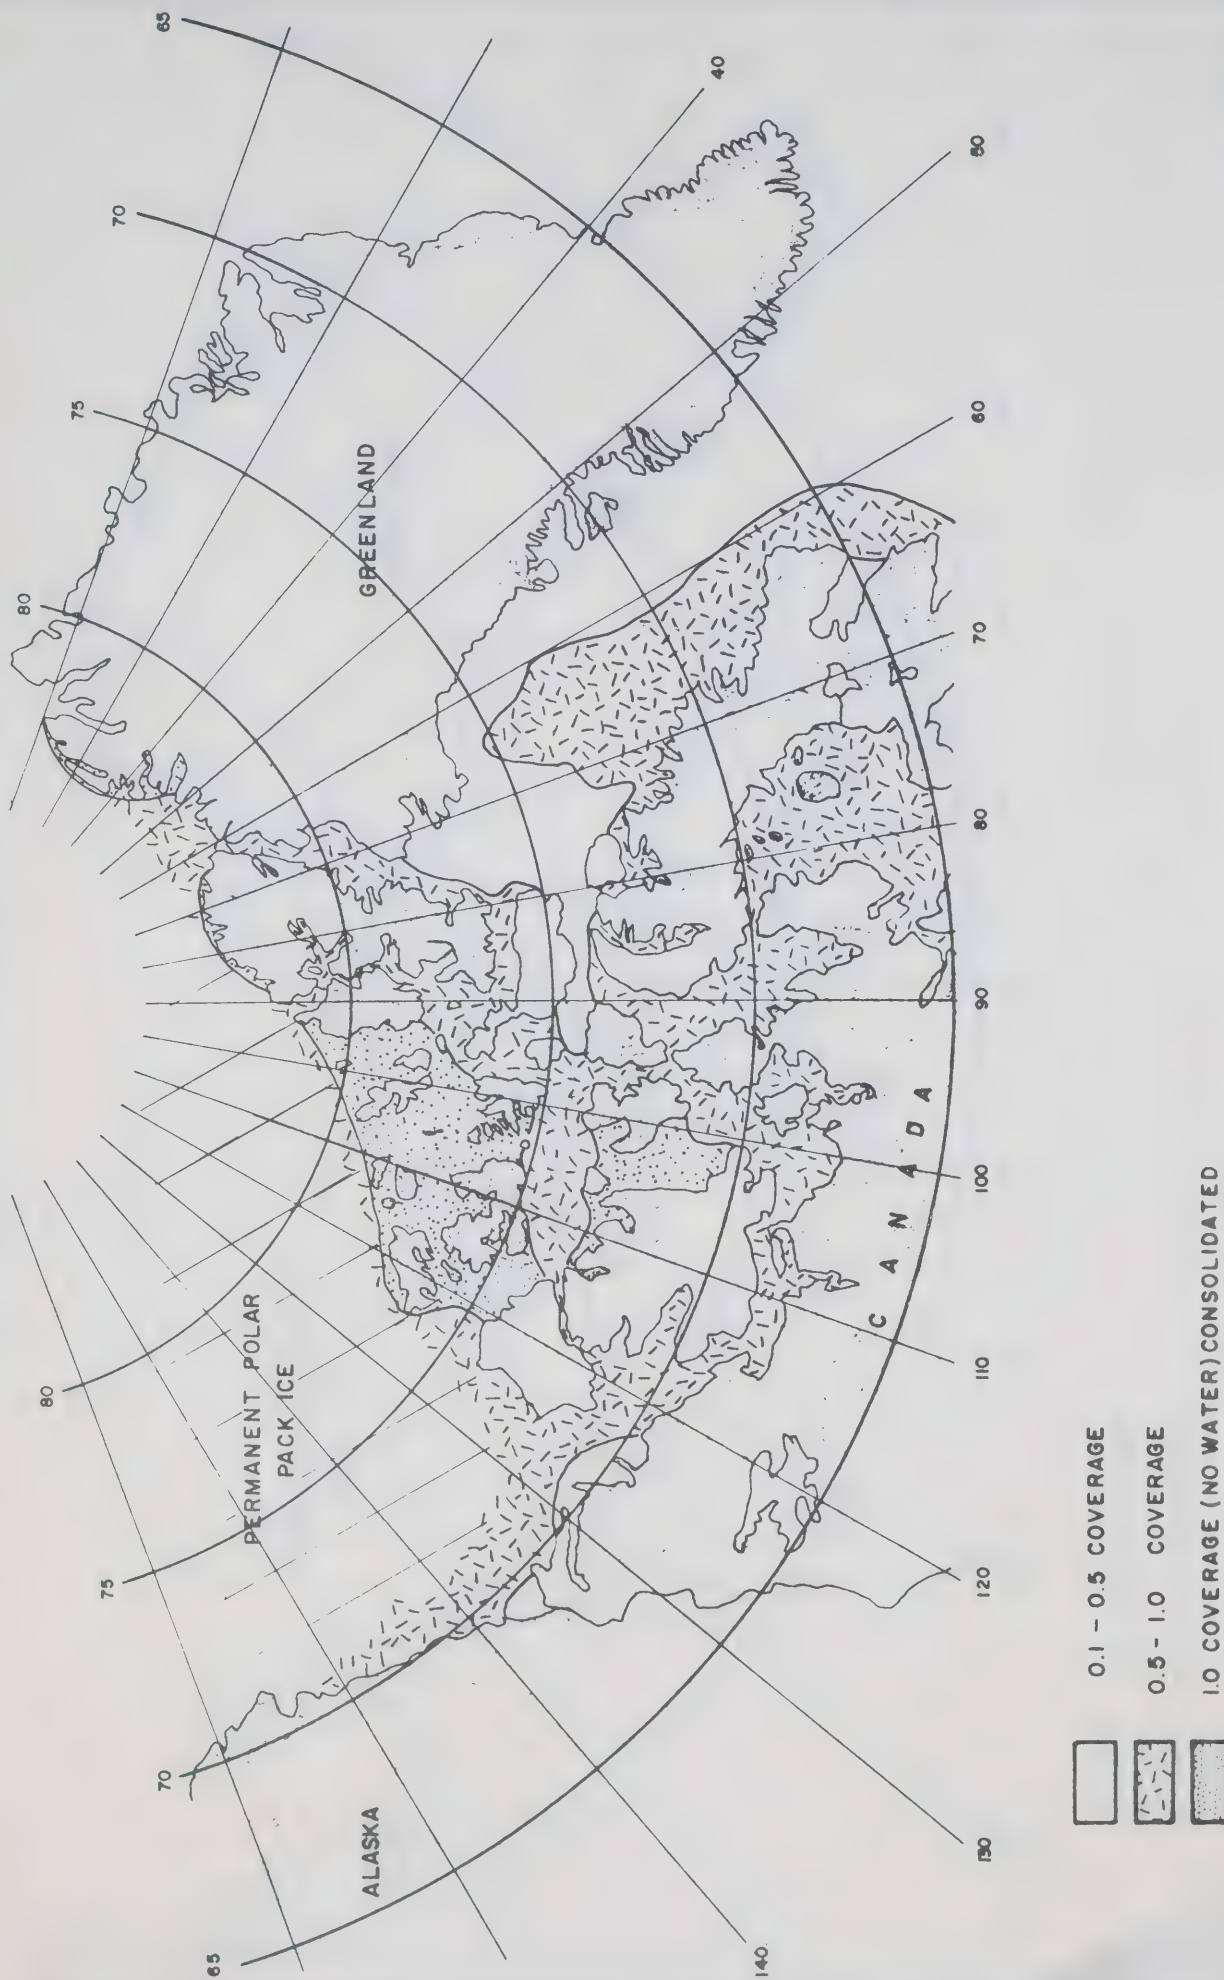 65
70
75
80
80
75
70
65
PERMANENT POLAR
PACK ICE
ALASKA
GREENLAND
CANADA
40
50
60
70
80
90
100
110
120
130
140
0.1 - 0.5 COVERAGE
0.5 - 1.0 COVERAGE
1.0 COVERAGE (NO WATER) CONSOLIDATED